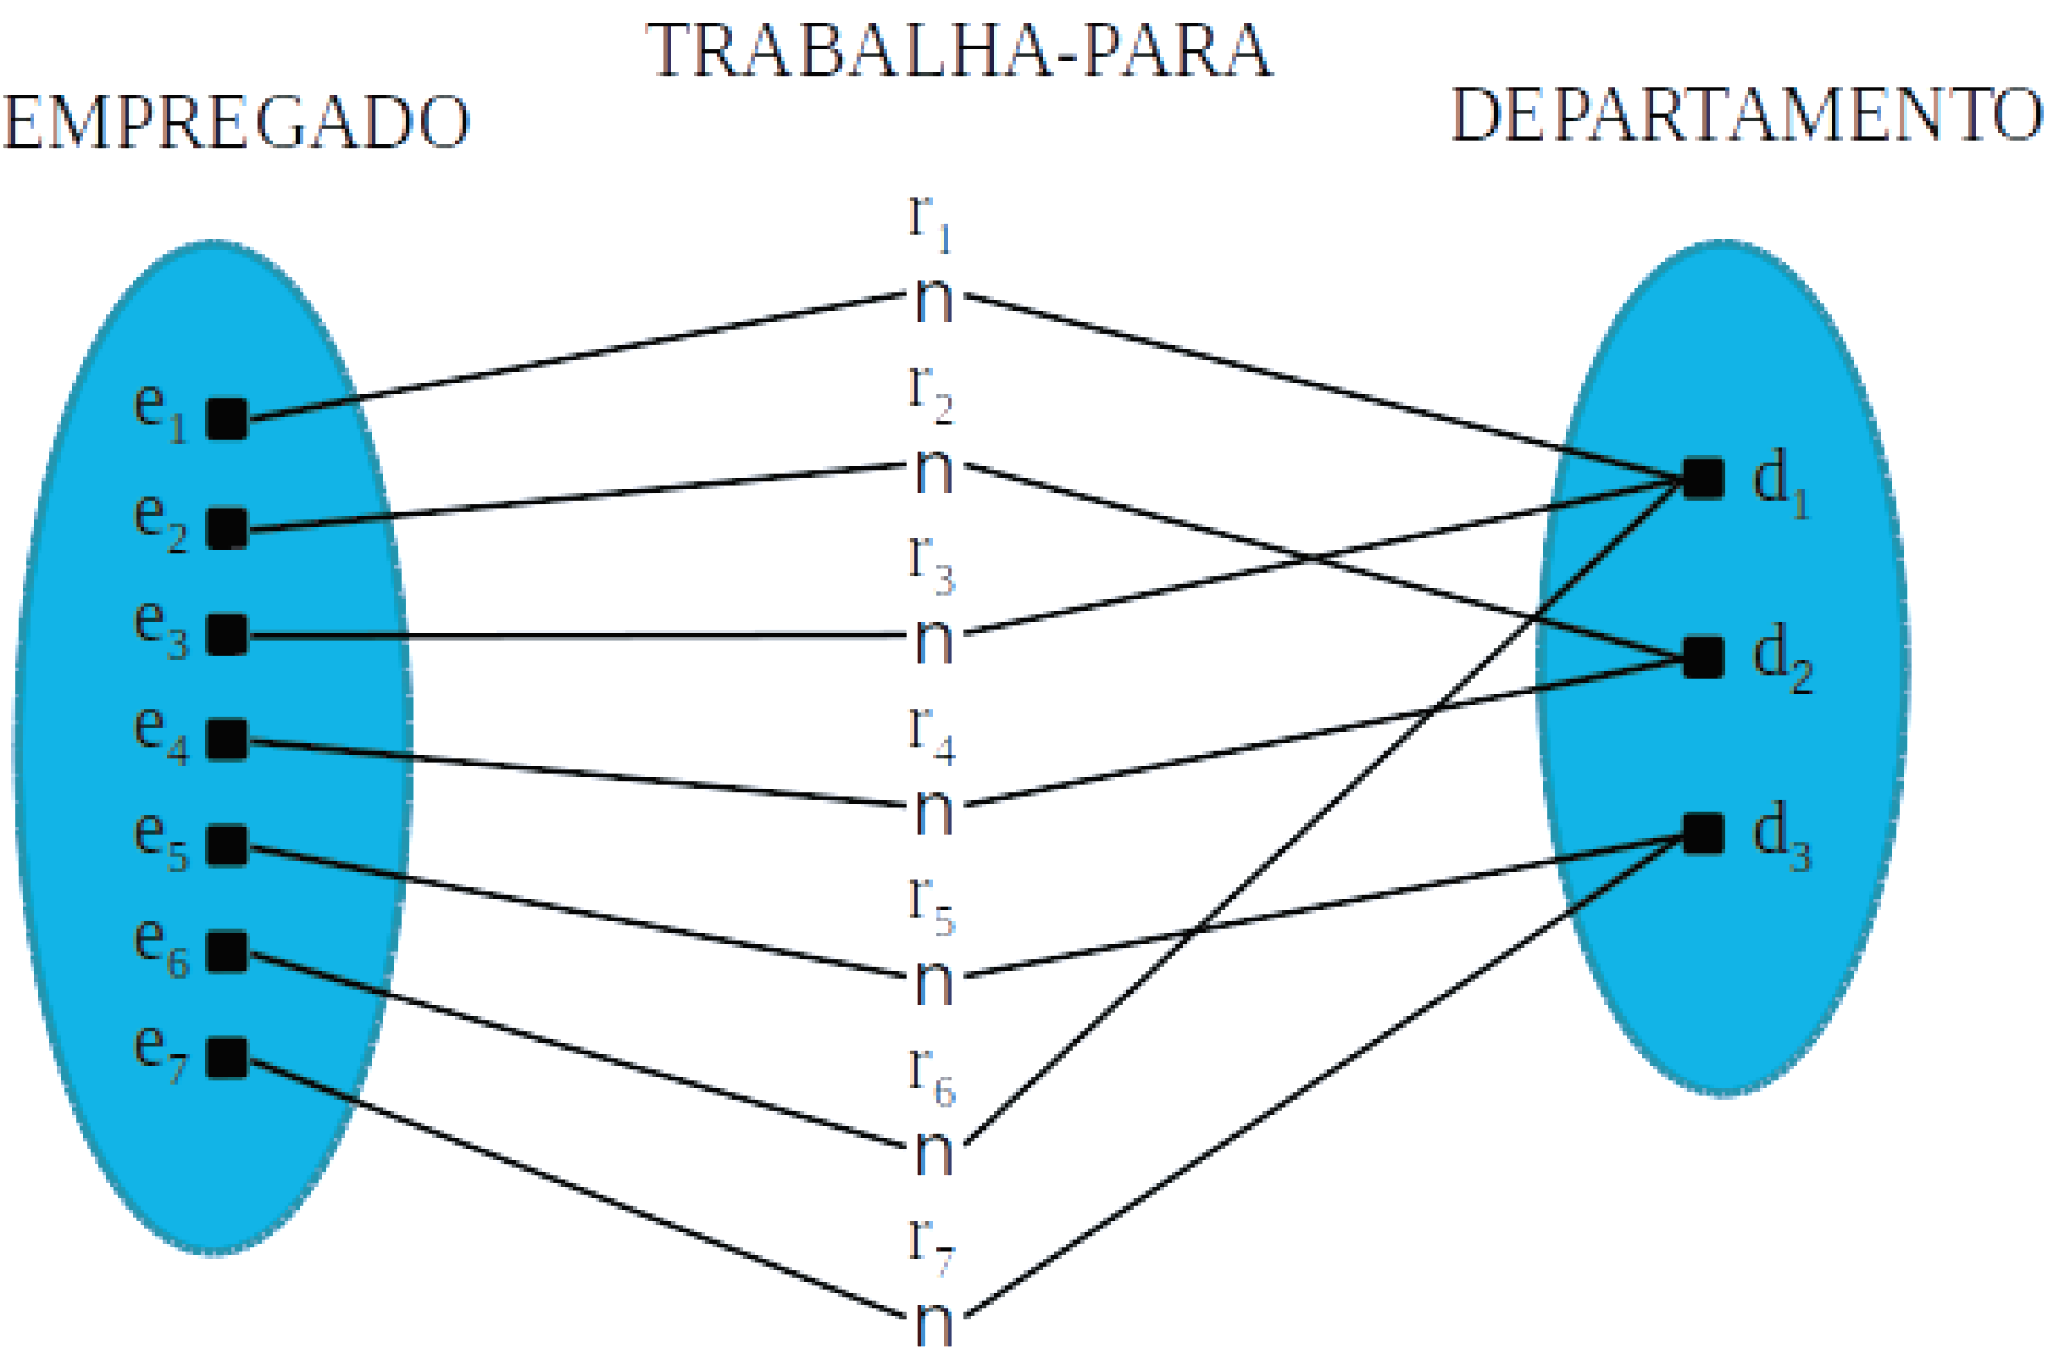 TRABALHA-PARA
EMPREGADO
DEPARTAMENTO
r1
n
r2
n
r3
n
r4
n
r5
n
r6
n
r7
n
e1
e2
e3
e4
e5
e6
e7
d1
d2
d3